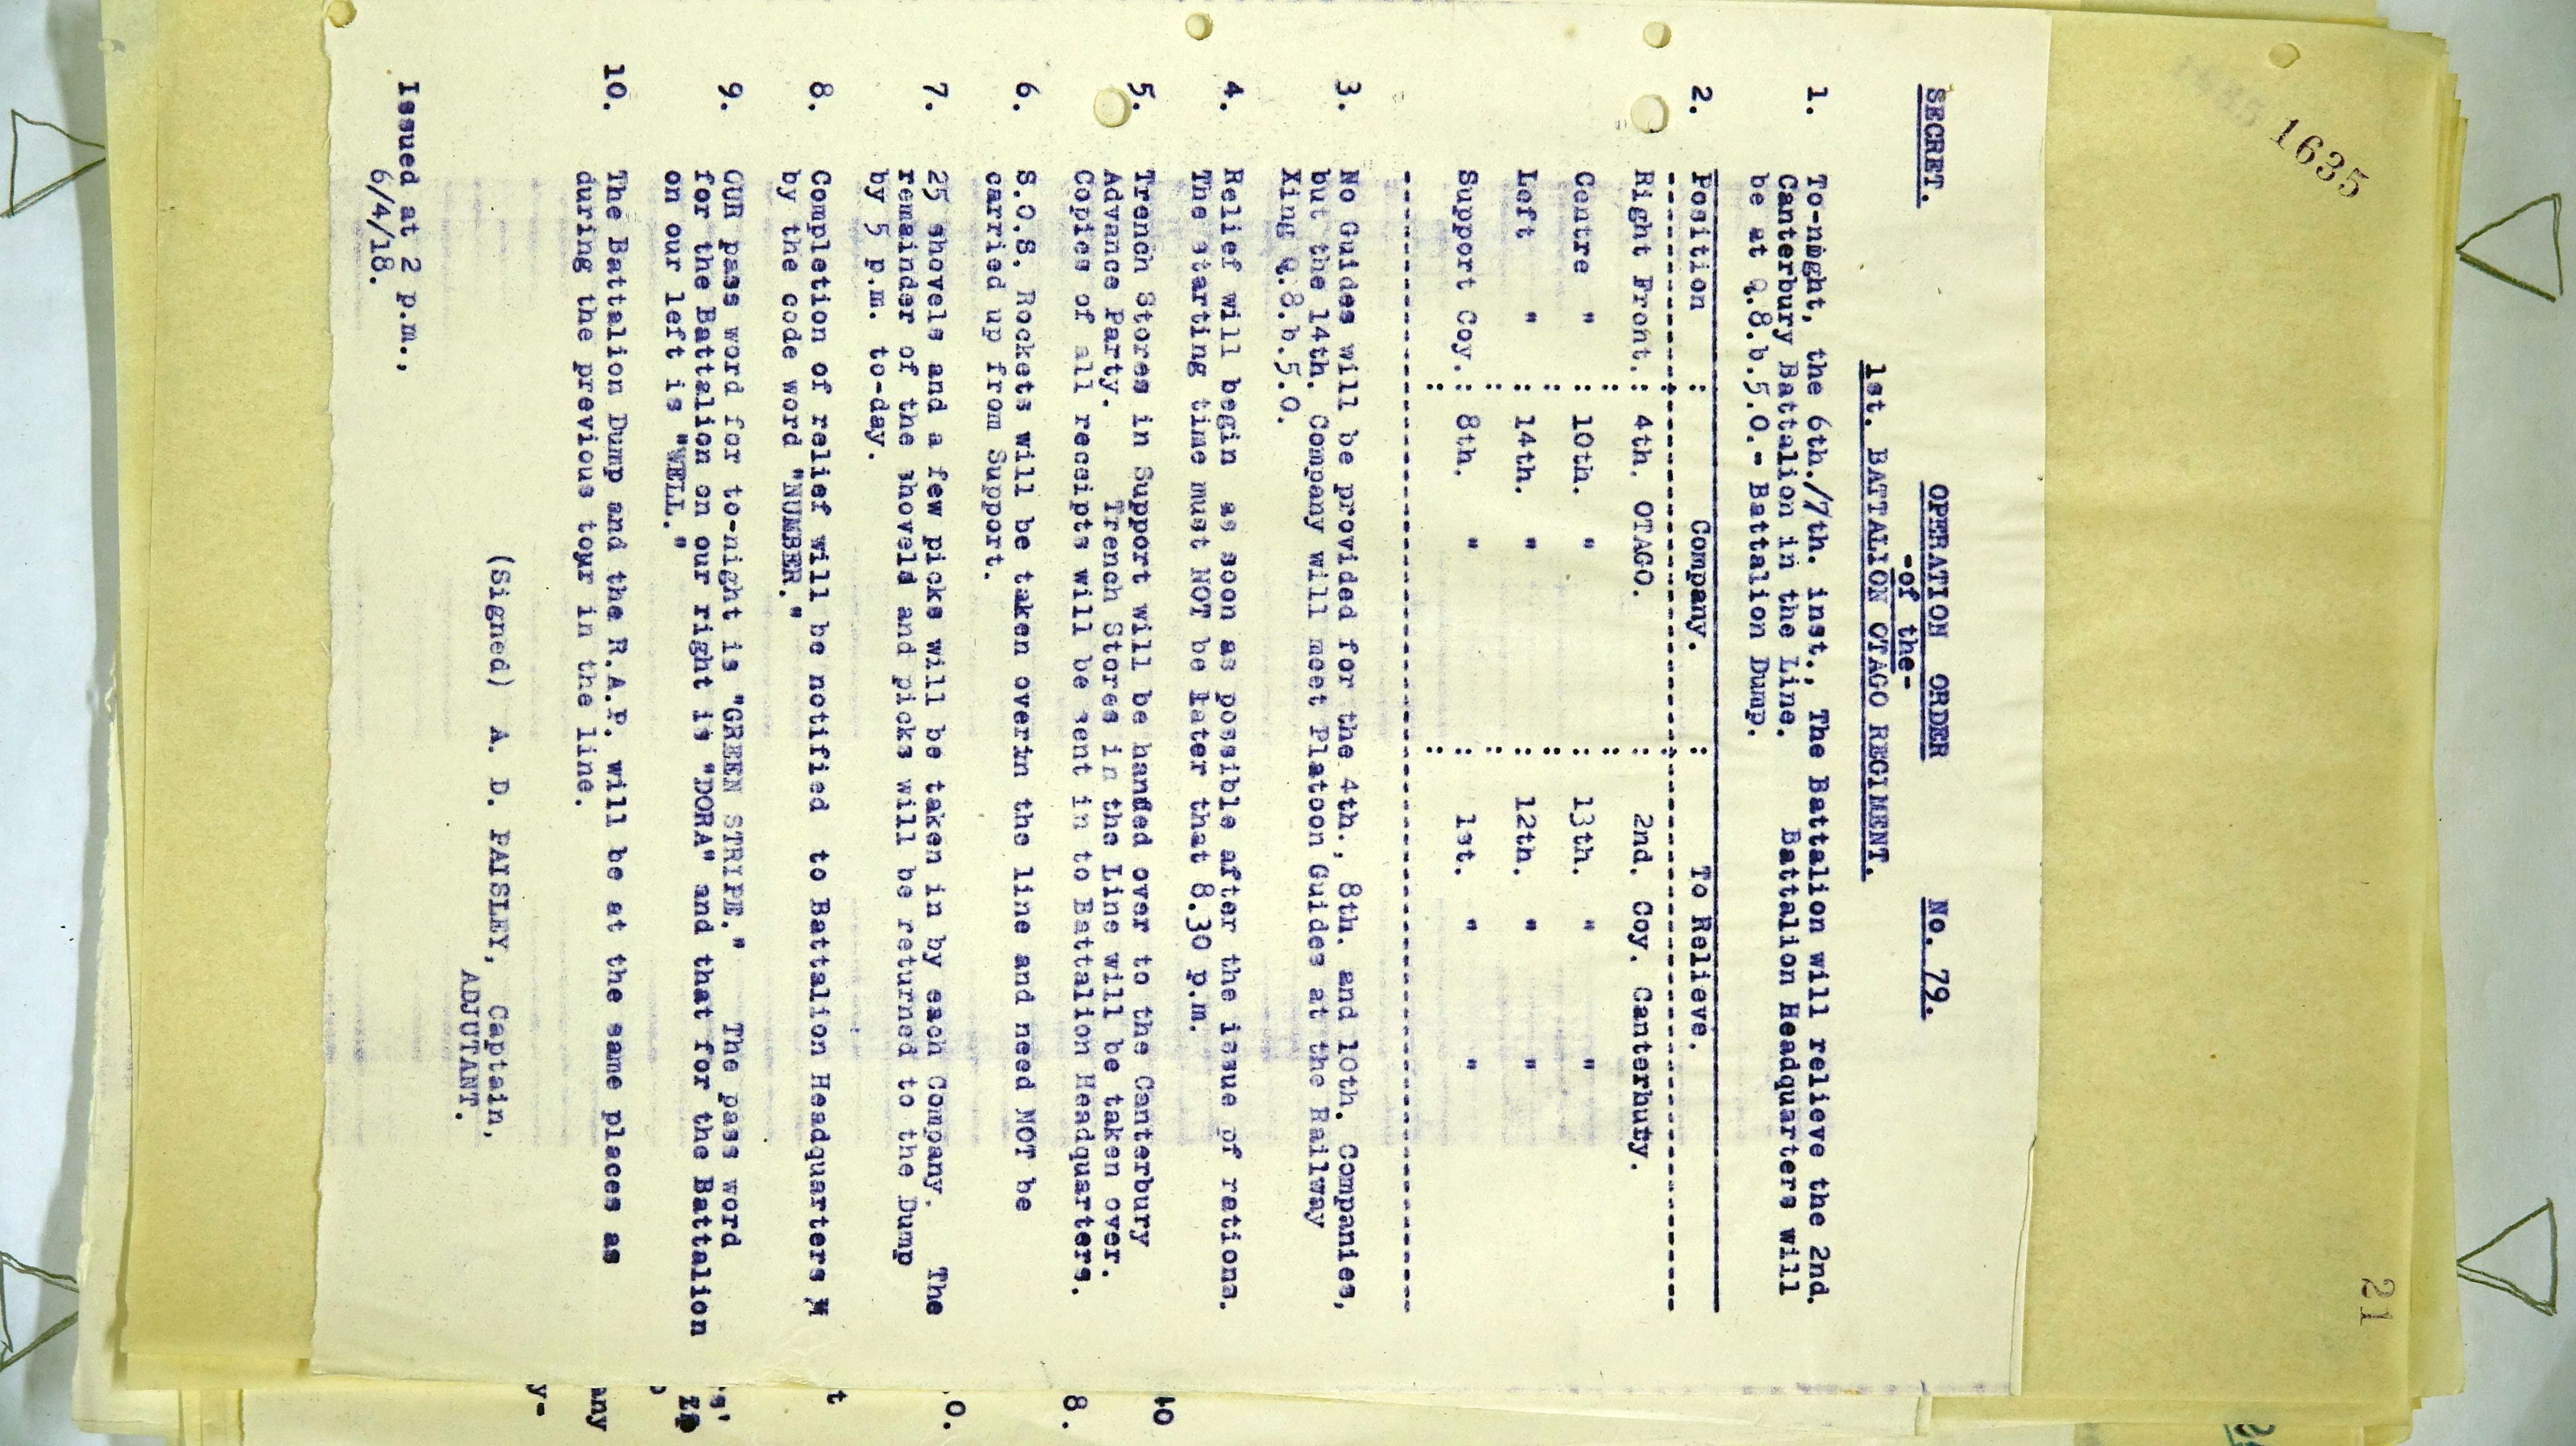 1635
21
SECRET.
OPERATION ORDER No. 79.
-of the-
1st. BATTALION OTAGO REGIMENT.
1. To-night, the 6th./7th. inst., The Battalion will relieve the 2nd.
Canterbury Battalion in the Line. Battalion Headquarters will
be at Q.8.b.5.0.- Battalion Dump.
2. Position : Company. : To Relieve.
Right Front. : 4th. OTAGO. : 2nd. Coy. Canterbuty.
Centre " : 10th. " : 13th. " "
Left " : 14th. " : 12th. " "
Support Coy. : 8th. " : 1st. " "
3. No Guides will be provided for the 4th., 8th. and 10th. Companies,
but the 14th. Company will meet Platoon Guides at the Railway
Xing Q.8.b.5.0.
4. Relief will begin as soon as possible after the issue of rations.
The starting time must NOT be later that 8.30 p.m.
5. Trench Stores in Support will be handed over to the Canterbury
Advance Party. Trench Stores in the Line will be taken over.
Copies of all receipts will be sent in to Battalion Headquarters.
6. S.O.S. Rockets will be taken overin the line and need NOT be
carried up from Support.
7. 25 shovels and a few picks will be taken in by each Company. The
remainder of the shovels and picks will be returned to the Dump
by 5 p.m. to-day.
8. Completion of relief will be notified to Battalion Headquarters
by the code word "NUMBER."
9. OUR pass word for to-night is "GREEN STRIPE." The pass word
for the Battalion on our right is "DORA" and that for the Battalion
on our left is "WELL."
10. The Battalion Dump and the R.A.P. will be at the same places as
during the previous tour in the line.
(Signed) A. D. PAISLEY, Captain,
ADJUTANT.
Issued at 2 p.m.,
6/4/18.
8.
0.
t
any
y-